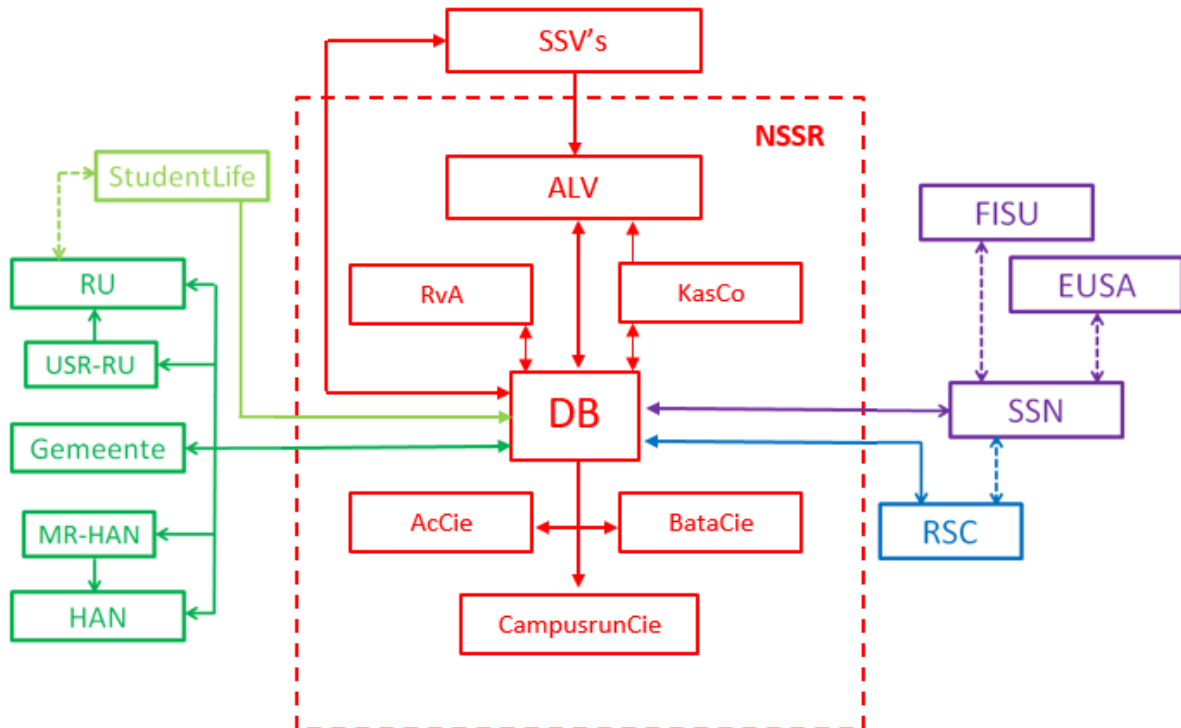 SSV's
NSSR
StudentLife
ALV
FISU
RU
RvA
KasCo
EUSA
USR-RU
DB
SSN
Gemeente
MR-HAN
AcCie
BataCie
RSC
HAN
CampusrunCie